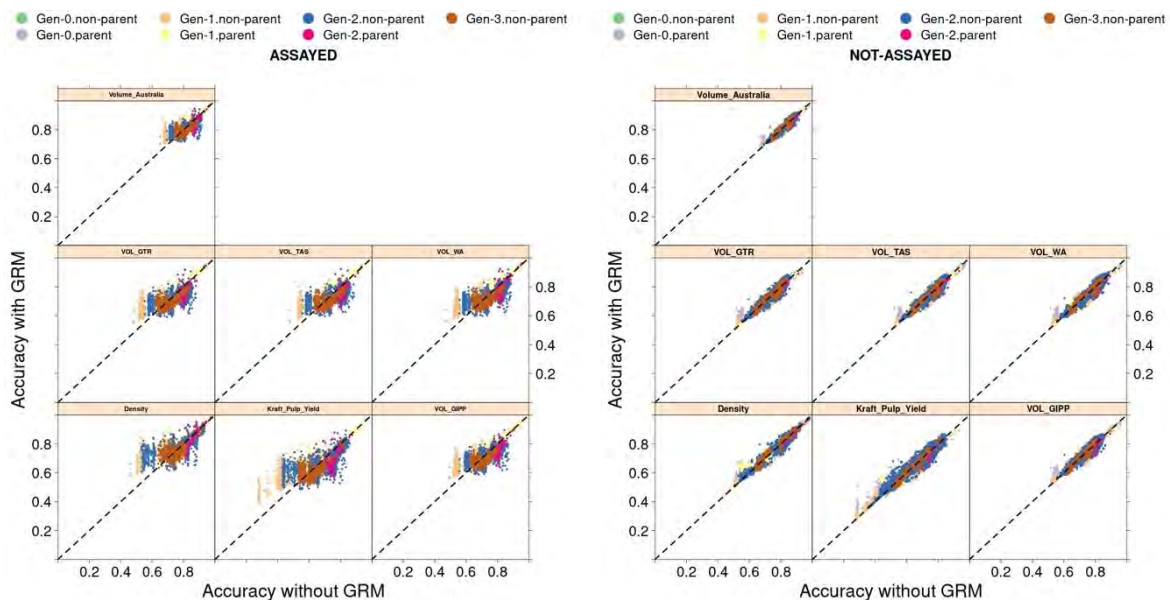 Gen-0.non-parent Gen-1.non-parent Gen-2.non-parent Gen-3.non-parent
Gen-0.parent Gen-1.parent Gen-2.parent
ASSAYED
Volume_Australia
0.8
0.6
0.4
0.2
VOL_GTR VOL_TAS VOL_WA
0.8
0.6
0.4
0.2
Density Kraft_Pulp_Yield VOL_GIPP
0.8
0.6
0.4
0.2
0.2 0.4 0.6 0.8 0.2 0.4 0.6 0.8
Accuracy with GRM
Accuracy without GRM
Gen-0.non-parent Gen-1.non-parent Gen-2.non-parent Gen-3.non-parent
Gen-0.parent Gen-1.parent Gen-2.parent
NOT-ASSAYED
0.2 0.4 0.6 0.8
Volume_Australia
0.8
0.6
0.4
0.2
VOL_GTR VOL_TAS VOL_WA
0.8
0.6
0.4
0.2
Density Kraft_Pulp_Yield VOL_GIPP
0.8
0.6
0.4
0.2
0.2 0.4 0.6 0.8 0.2 0.4 0.6 0.8
Accuracy with GRM
Accuracy without GRM